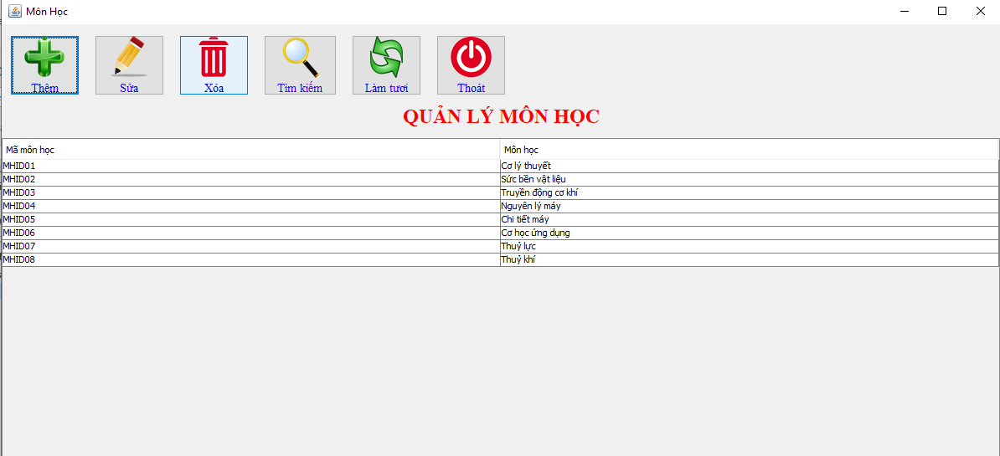 Môn Học
Thêm Sửa Xóa Tìm kiếm Làm tươi Thoát
QUẢN LÝ MÔN HỌC
Mã môn học Môn học
MHID01 Cơ lý thuyết
MHID02 Sức bền vật liệu
MHID03 Truyền động cơ khí
MHID04 Nguyên lý máy
MHID05 Chi tiết máy
MHID06 Cơ học ứng dụng
MHID07 Thuỷ lực
MHID08 Thuỷ khí